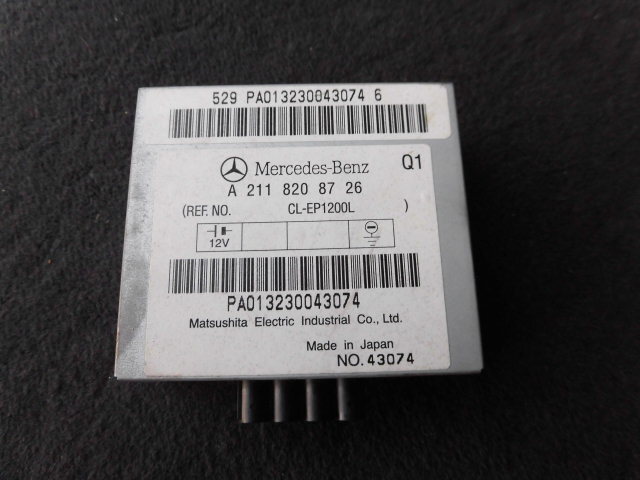 529 PA013230043074 6
Mercedes-Benz Q1
A 211 820 87 26
(REF. NO. CL-EP1200L )
12V
PA013230043074
Matsushita Electric Industrial Co., Ltd.
Made in Japan
NO. 43074